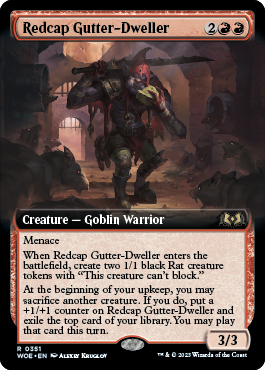 Redcap Gutter-Dweller 2
Creature — Goblin Warrior
Menace
When Redcap Gutter-Dweller enters the
battlefield, create two 1/1 black Rat creature
tokens with “This creature can't block.”
At the beginning of your upkeep, you may
sacrifice another creature. If you do, put a
+1/+1 counter on Redcap Gutter-Dweller and
exile the top card of your library. You may
play that card this turn.
3/3
R 0351
WOE • EN Alexey Kruglov
™ & © 2023 Wizards of the Coast